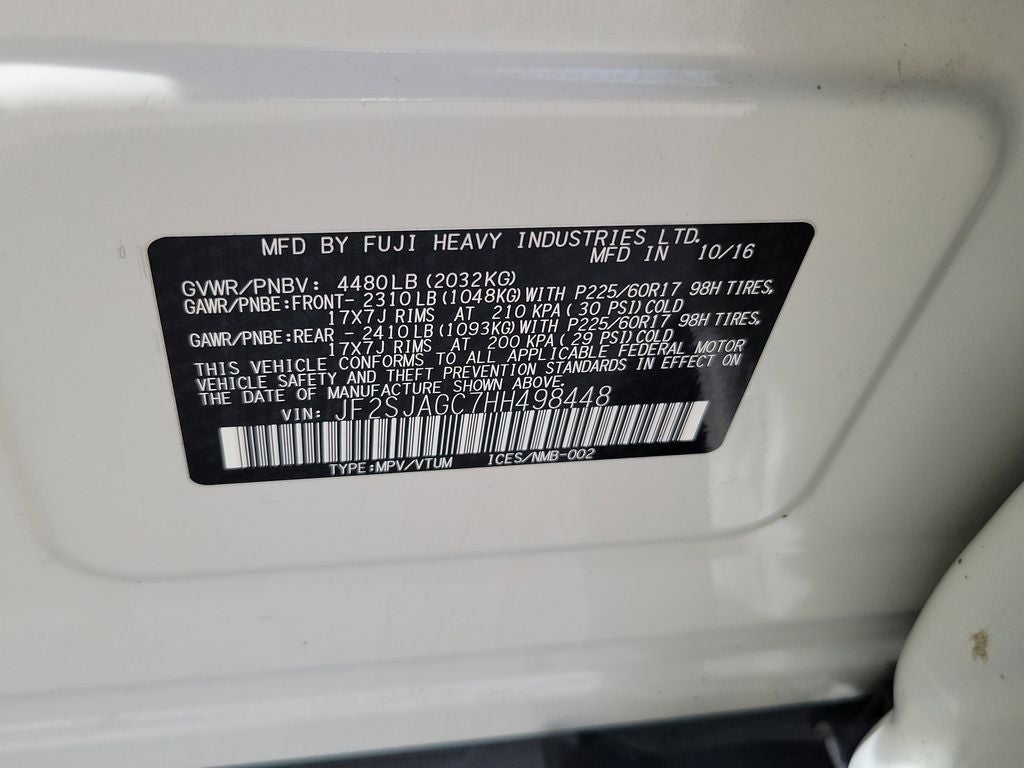 MFD BY FUJI HEAVY INDUSTRIES LTD.
MFD IN 10/16
GVWR/PNBV: 4480LB(2032KG)
GAWR/PNBE:FRONT- 2310LB(1048KG)WITH P225/60R17 98H TIRES,
17X7J RIMS AT 210 KPA(30 PSI)COLD
GAWR/PNBE:REAR - 2410LB(1093KG)WITH P225/60R17 98H TIRES,
17X7J RIMS AT 200 KPA(29 PSI)COLD
THIS VEHICLE CONFORMS TO ALL APPLICABLE FEDERAL MOTOR
VEHICLE SAFETY AND THEFT PREVENTION STANDARDS IN EFFECT ON
THE DATE OF MANUFACTURE SHOWN ABOVE.
VIN: JF2SJAGC7HH498448
TYPE:MPV/VTUM ICES/NMB-002